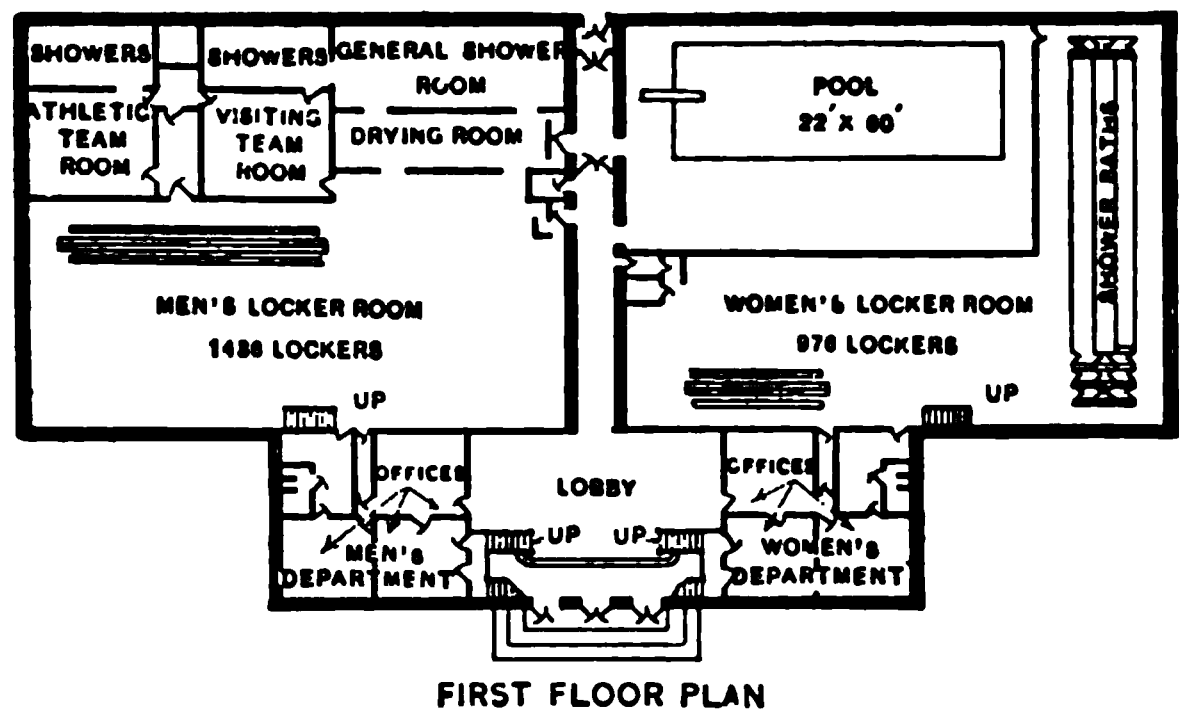 SHOWERS
SHOWERS
GENERAL SHOWER
ROOM
POOL
22' X 60'
ATHLETIC
TEAM
ROOM
VISITING
TEAM
ROOM
DRYING ROOM
SHOWER BATHS
MEN'S LOCKER ROOM
1486 LOCKERS
WOMEN'S LOCKER ROOM
976 LOCKERS
UP
UP
OFFICES
OFFICES
LOBBY
UP
UP
MEN'S
DEPARTMENT
WOMEN'S
DEPARTMENT
FIRST FLOOR PLAN